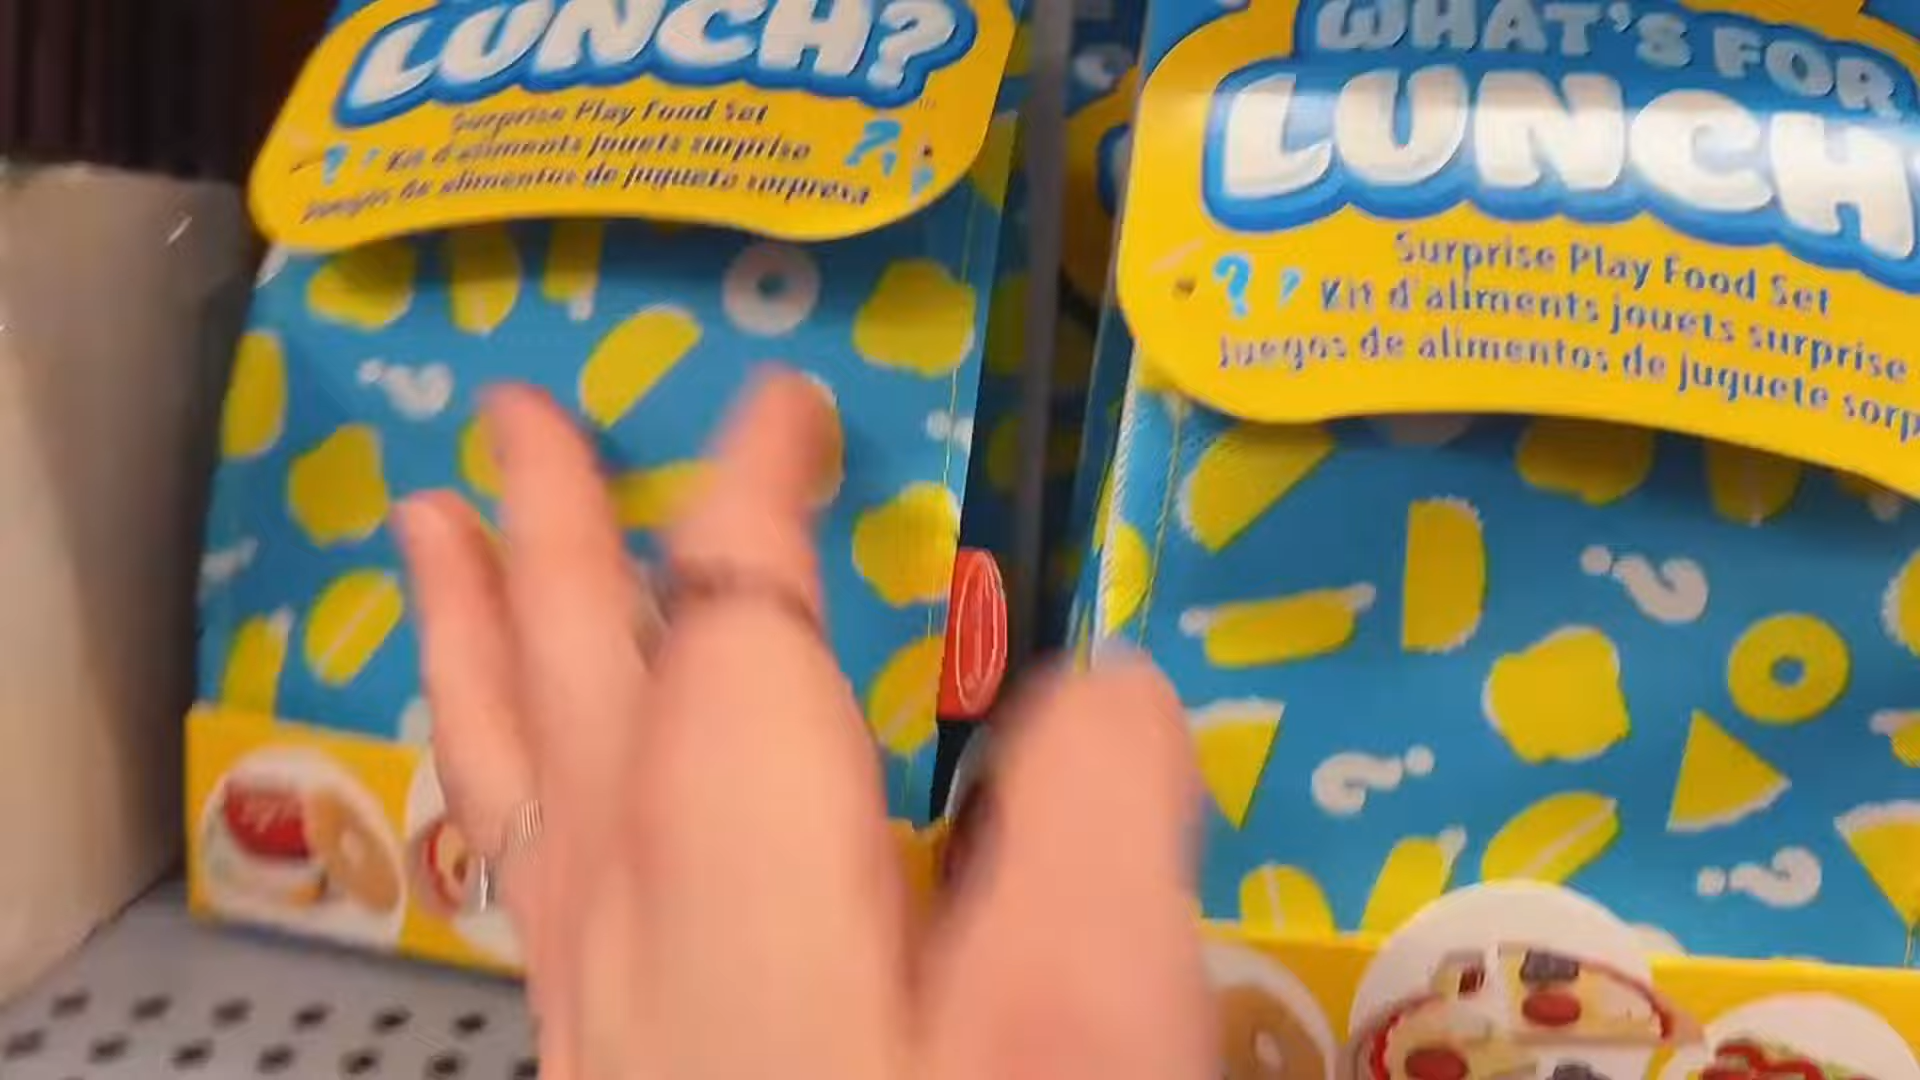 LUNCH?
Surprise Play Food Set
Kit d'aliments jouets surprise
Juegos de alimentos de juguete sorpresa
WHAT'S FOR
LUNCH
Surprise Play Food Set
Kit d'aliments jouets surprise
Juegos de alimentos de juguete sorp